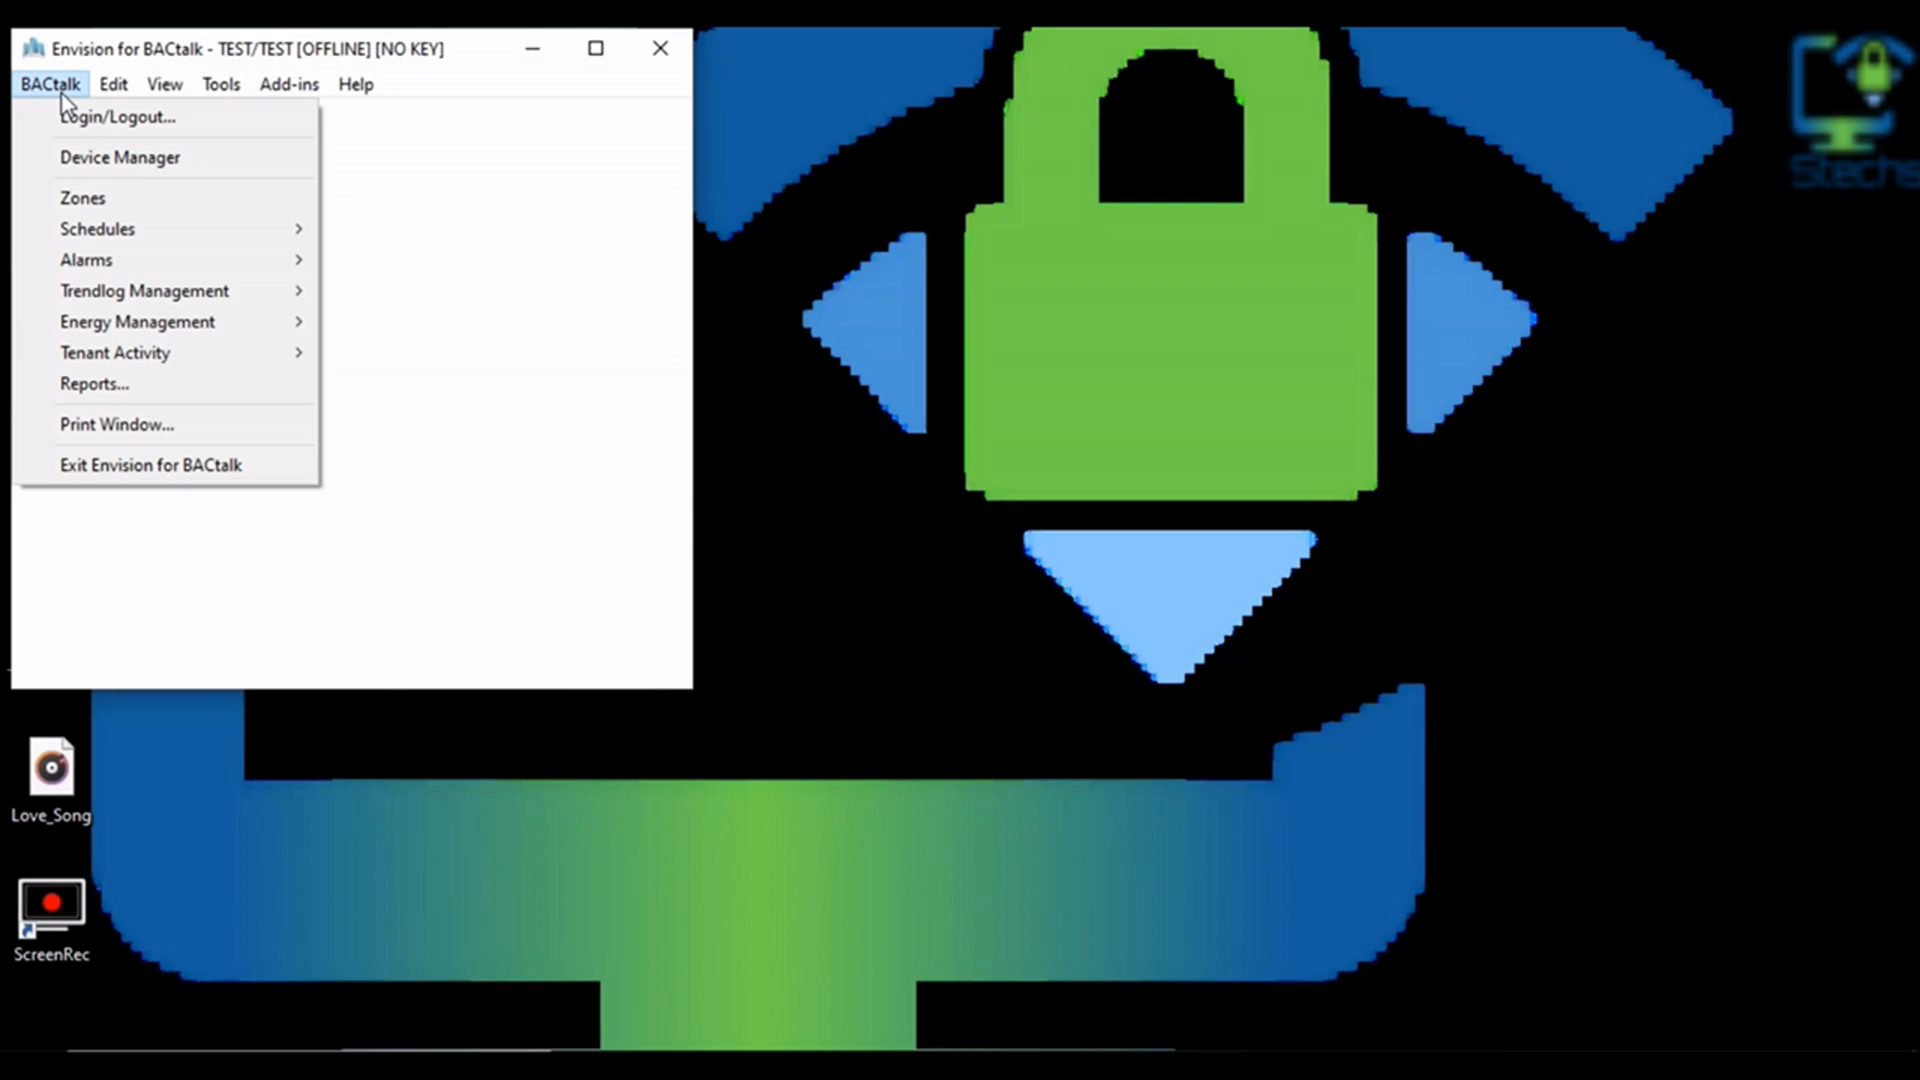 Envision for BACtalk - TEST/TEST [OFFLINE] [NO KEY]
BACtalk Edit View Tools Add-ins Help
Login/Logout...
Device Manager
Zones
Schedules
Alarms
Trendlog Management
Energy Management
Tenant Activity
Reports...
Print Window...
Exit Envision for BACtalk
Stechs
Love_Song
ScreenRec